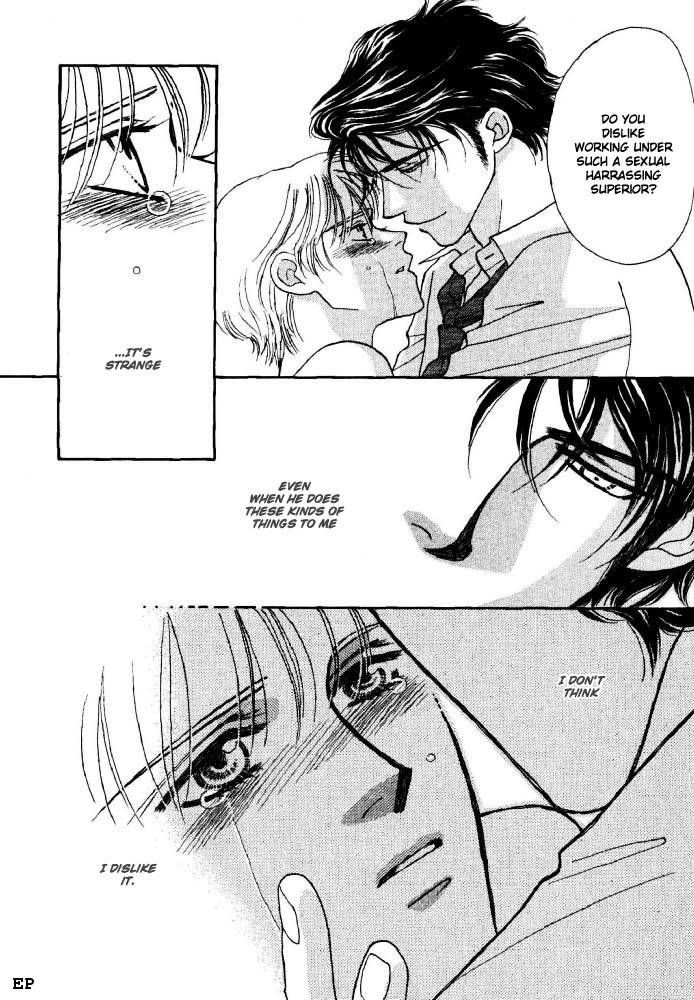 DO YOU
DISLIKE
WORKING UNDER
SUCH A SEXUAL
HARRASSING
SUPERIOR?
...IT'S
STRANGE
EVEN
WHEN HE DOES
THESE KINDS OF
THINGS TO ME
I DON'T
THINK
I DISLIKE
IT.
EP